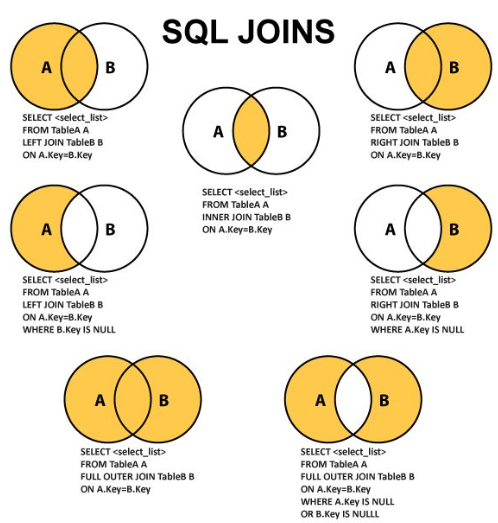 SQL JOINS
A B
SELECT <select_list>
FROM TableA A
LEFT JOIN TableB B
ON A.Key=B.Key
A B
SELECT <select_list>
FROM TableA A
INNER JOIN TableB B
ON A.Key=B.Key
A B
SELECT <select_list>
FROM TableA A
RIGHT JOIN TableB B
ON A.Key=B.Key
A B
SELECT <select_list>
FROM TableA A
LEFT JOIN TableB B
ON A.Key=B.Key
WHERE B.Key IS NULL
A B
SELECT <select_list>
FROM TableA A
RIGHT JOIN TableB B
ON A.Key=B.Key
WHERE A.Key IS NULL
A B
SELECT <select_list>
FROM TableA A
FULL OUTER JOIN TableB B
ON A.Key=B.Key
A B
SELECT <select_list>
FROM TableA A
FULL OUTER JOIN TableB B
ON A.Key=B.Key
WHERE A.Key IS NULL
OR B.Key IS NULLL